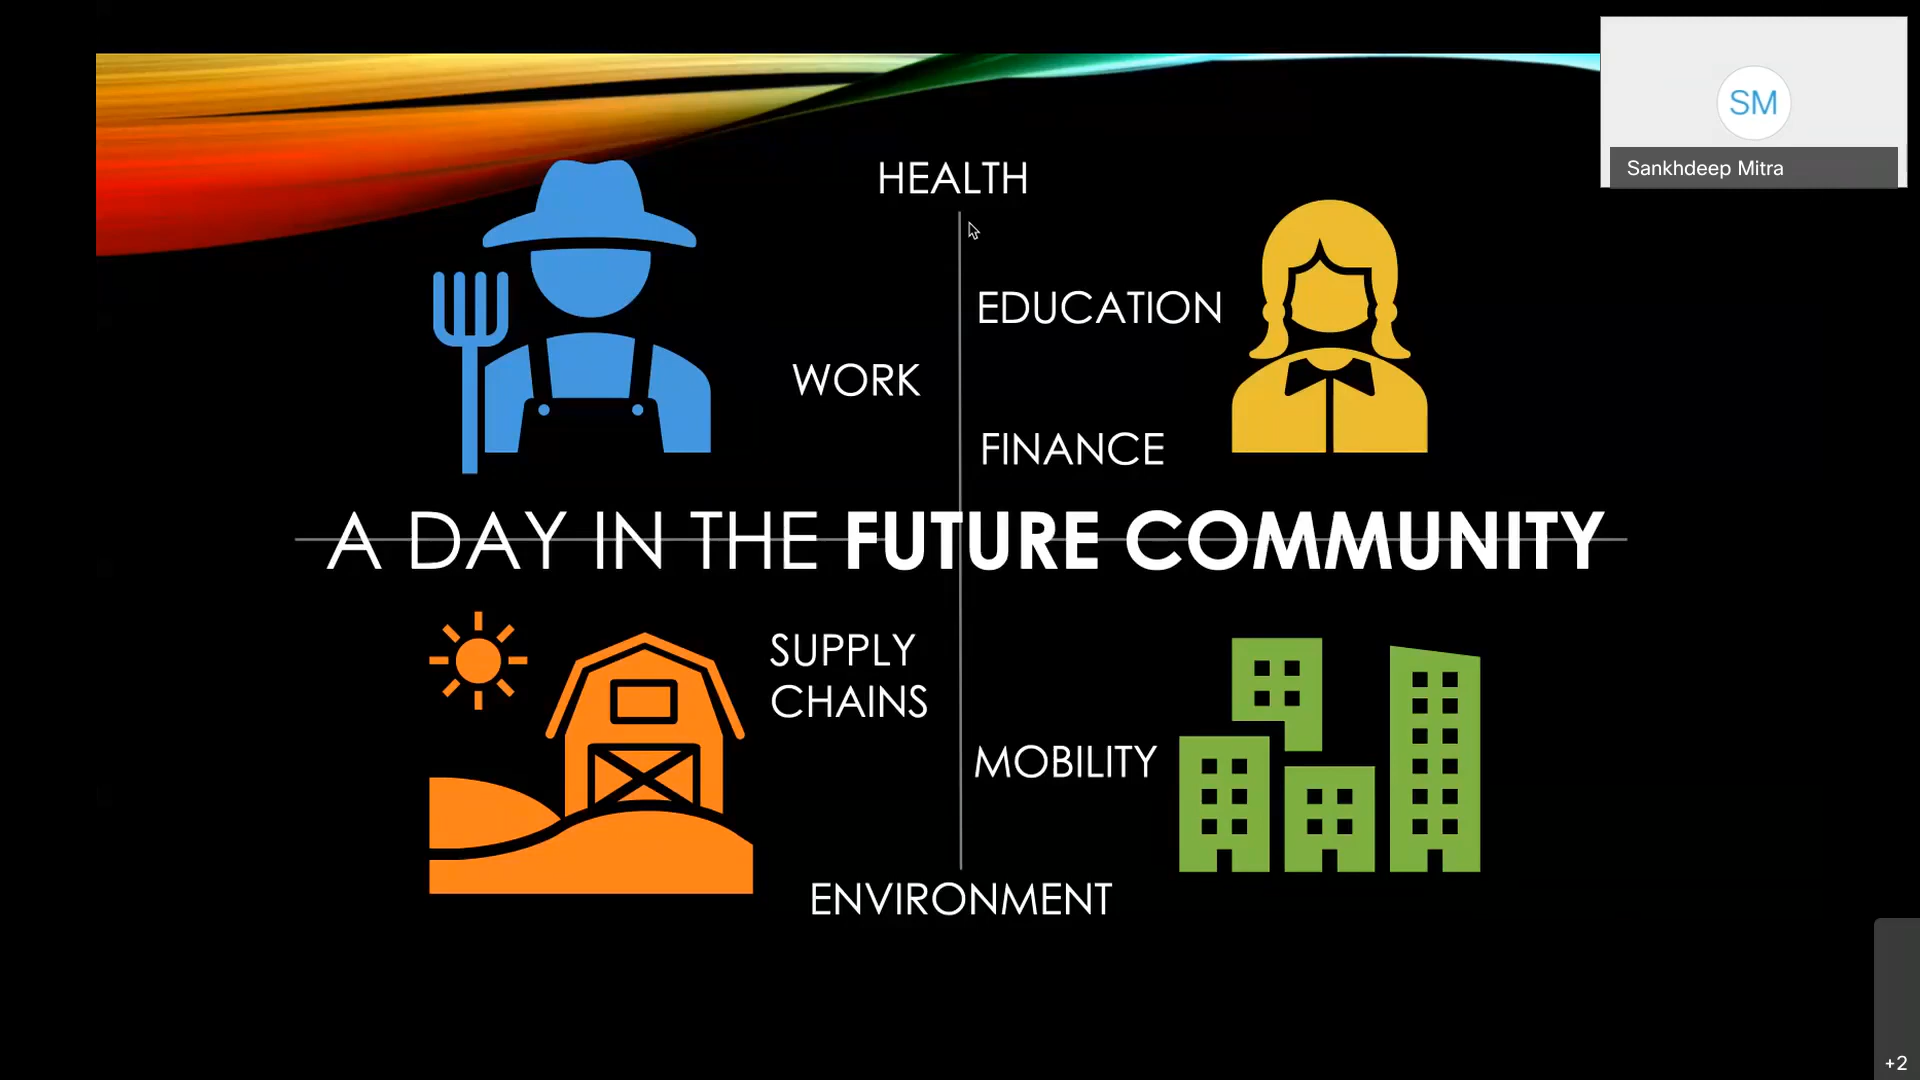 SM
Sankhdeep Mitra
HEALTH
EDUCATION
WORK
FINANCE
A DAY IN THE FUTURE COMMUNITY
SUPPLY
CHAINS
MOBILITY
ENVIRONMENT
+2